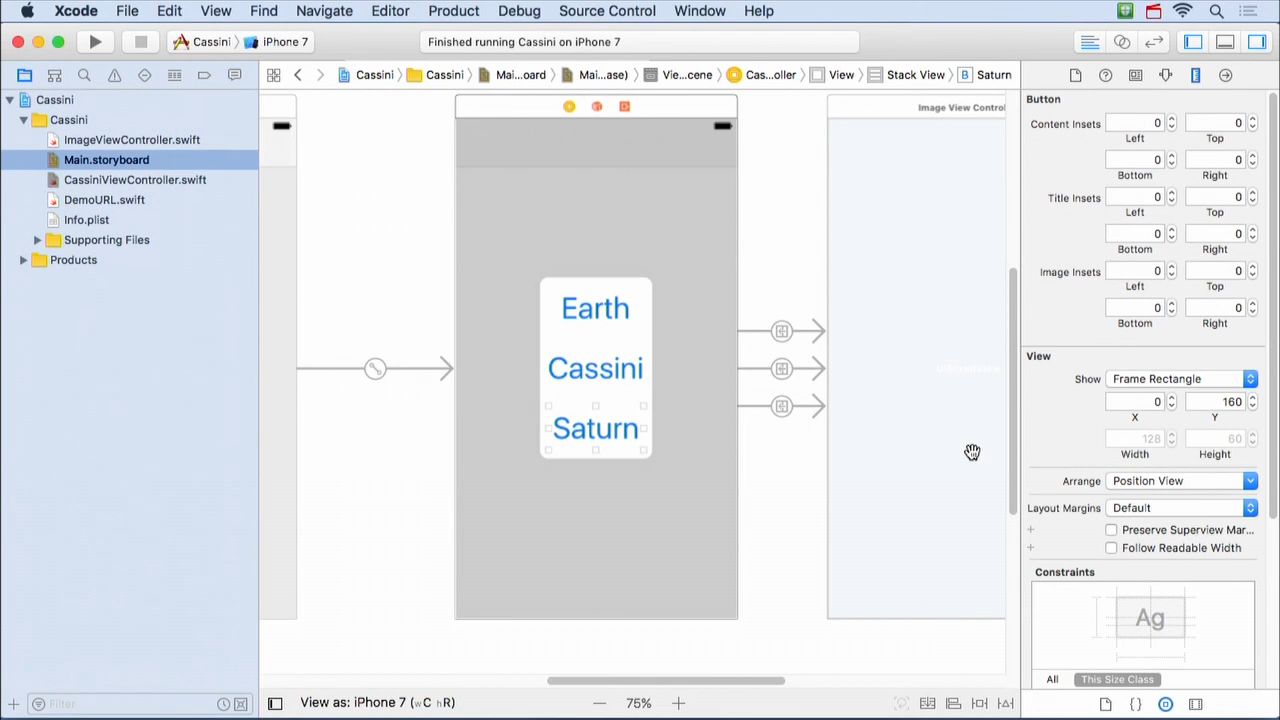 Xcode File Edit View Find Navigate Editor Product Debug Source Control Window Help
Cassini iPhone 7
Finished running Cassini on iPhone 7
Cassini Cassini Mai...oard Mai...ase) Vie...cene Cas...oller View Stack View B Saturn
Cassini
Cassini
ImageViewController.swift
Main.storyboard
CassiniViewController.swift
DemoURL.swift
Info.plist
Supporting Files
Products
Filter
Image View Control
Earth
Cassini
Saturn
View as: iPhone 7 (wC hR)
75%
Button
Content Insets 0 0
Left Top
0 0
Bottom Right
Title Insets 0 0
Left Top
0 0
Bottom Right
Image Insets 0 0
Left Top
0 0
Bottom Right
View
Show Frame Rectangle
0 160
X Y
128 60
Width Height
Arrange Position View
Layout Margins Default
Preserve Superview Mar...
Follow Readable Width
Constraints
Ag
All This Size Class